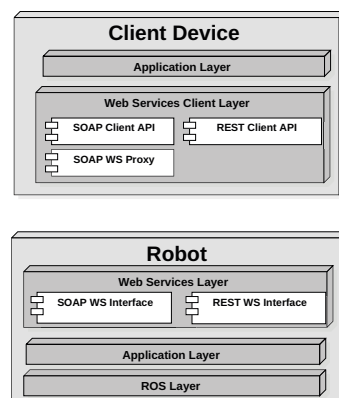 Client Device
Application Layer
Web Services Client Layer
SOAP Client API
REST Client API
SOAP WS Proxy
Robot
Web Services Layer
SOAP WS Interface
REST WS Interface
Application Layer
ROS Layer